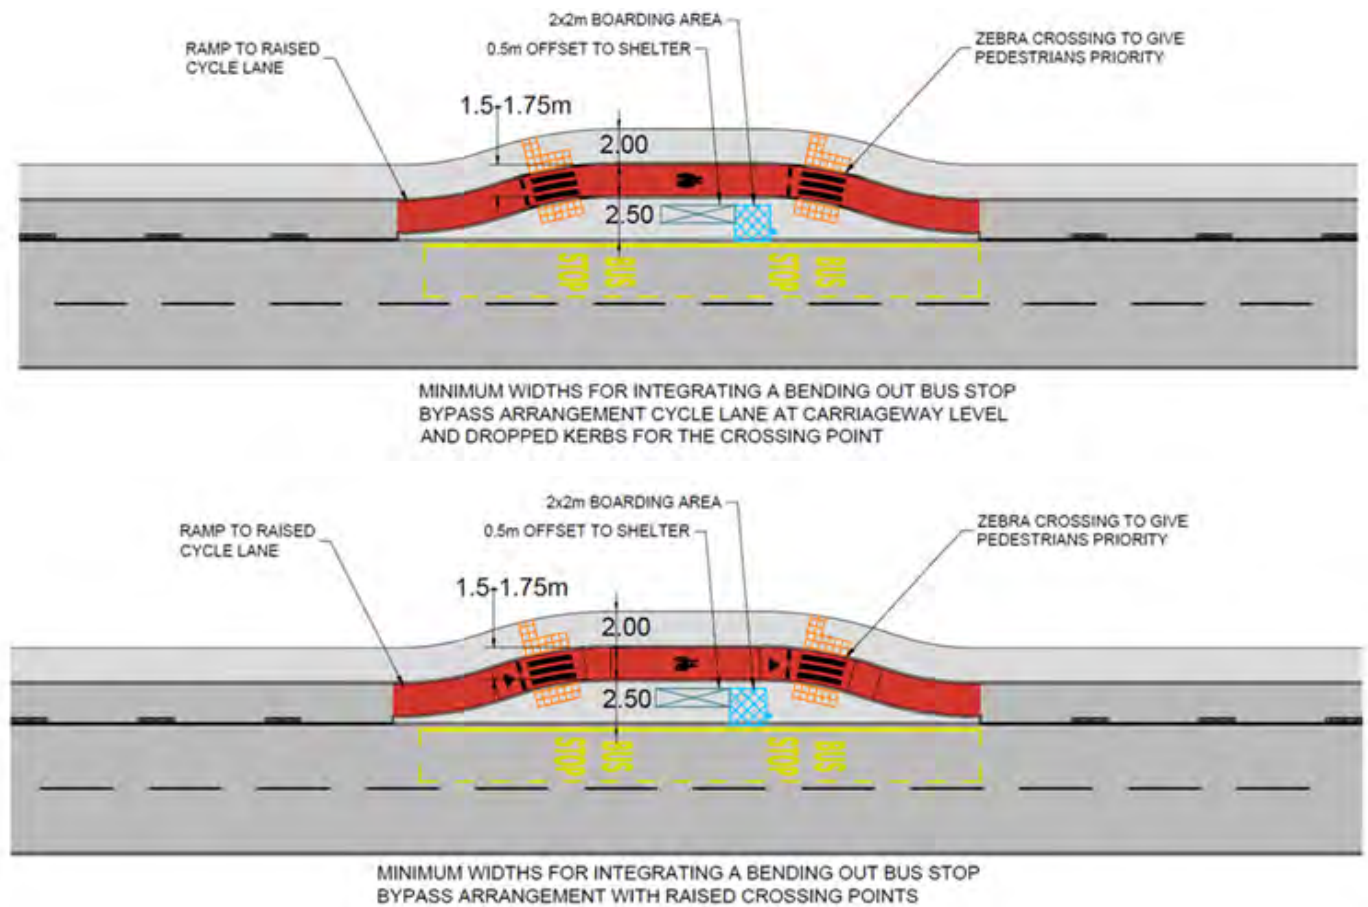 2x2m BOARDING AREA
0.5m OFFSET TO SHELTER
RAMP TO RAISED
CYCLE LANE
ZEBRA CROSSING TO GIVE
PEDESTRIANS PRIORITY
1.5-1.75m
2.00
2.50
BUS
STOP
BUS
STOP
MINIMUM WIDTHS FOR INTEGRATING A BENDING OUT BUS STOP
BYPASS ARRANGEMENT CYCLE LANE AT CARRIAGEWAY LEVEL
AND DROPPED KERBS FOR THE CROSSING POINT
2x2m BOARDING AREA
0.5m OFFSET TO SHELTER
RAMP TO RAISED
CYCLE LANE
ZEBRA CROSSING TO GIVE
PEDESTRIANS PRIORITY
1.5-1.75m
2.00
2.50
BUS
STOP
BUS
STOP
MINIMUM WIDTHS FOR INTEGRATING A BENDING OUT BUS STOP
BYPASS ARRANGEMENT WITH RAISED CROSSING POINTS